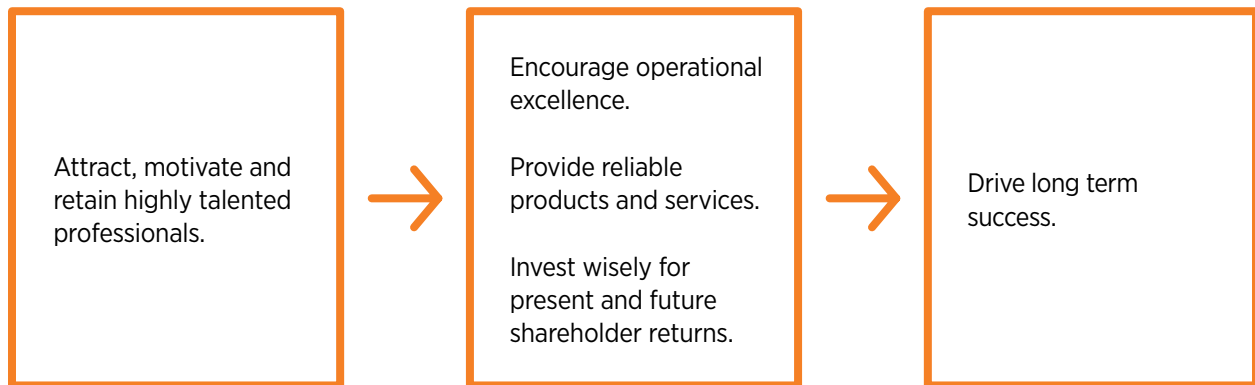 Attract, motivate and
retain highly talented
professionals.
Encourage operational
excellence.
Provide reliable
products and services.
Invest wisely for
present and future
shareholder returns.
Drive long term
success.